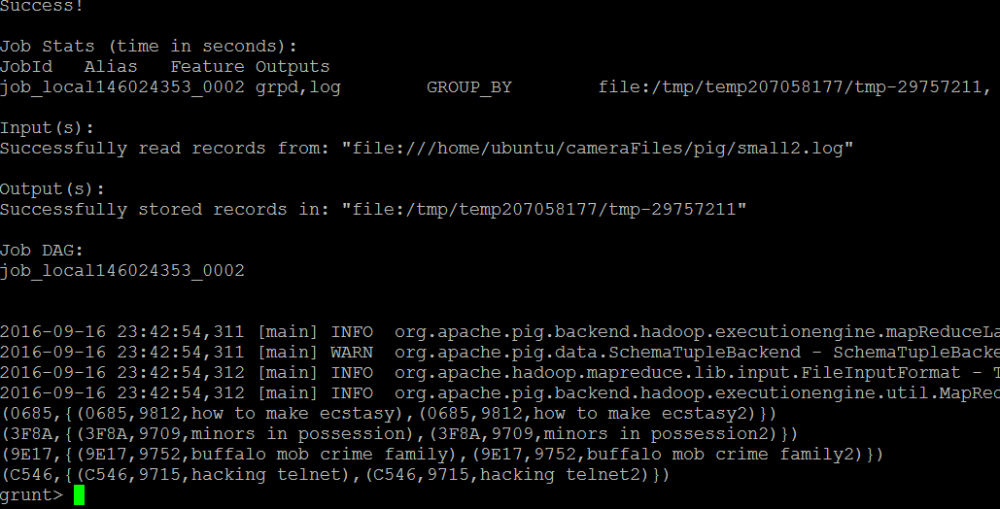 Success!
Job Stats (time in seconds):
JobId Alias Feature Outputs
job_local146024353_0002 grpd,log GROUP_BY file:/tmp/temp207058177/tmp-29757211,
Input(s):
Successfully read records from: "file:///home/ubuntu/cameraFiles/pig/small2.log"
Output(s):
Successfully stored records in: "file:/tmp/temp207058177/tmp-29757211"
Job DAG:
job_local146024353_0002
2016-09-16 23:42:54,311 [main] INFO org.apache.pig.backend.hadoop.executionengine.mapReduceLa
2016-09-16 23:42:54,311 [main] WARN org.apache.pig.data.SchemaTupleBackend - SchemaTupleBacke
2016-09-16 23:42:54,312 [main] INFO org.apache.hadoop.mapreduce.lib.input.FileInputFormat - T
2016-09-16 23:42:54,312 [main] INFO org.apache.pig.backend.hadoop.executionengine.util.MapRed
(0685,{(0685,9812,how to make ecstasy),(0685,9812,how to make ecstasy2)})
(3F8A,{(3F8A,9709,minors in possession),(3F8A,9709,minors in possession2)})
(9E17,{(9E17,9752,buffalo mob crime family),(9E17,9752,buffalo mob crime family2)})
(C546,{(C546,9715,hacking telnet),(C546,9715,hacking telnet2)})
grunt>